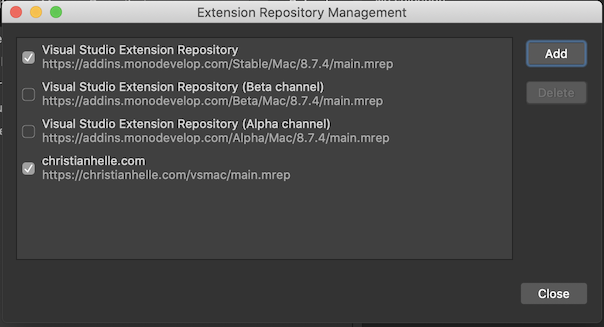 Extension Repository Management
Visual Studio Extension Repository
https://addins.monodevelop.com/Stable/Mac/8.7.4/main.mrep
Visual Studio Extension Repository (Beta channel)
https://addins.monodevelop.com/Beta/Mac/8.7.4/main.mrep
Visual Studio Extension Repository (Alpha channel)
https://addins.monodevelop.com/Alpha/Mac/8.7.4/main.mrep
christianhelle.com
https://christianhelle.com/vsmac/main.mrep
Add
Delete
Close